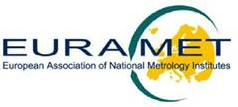 EURAMET
European Association of National Metrology Institutes